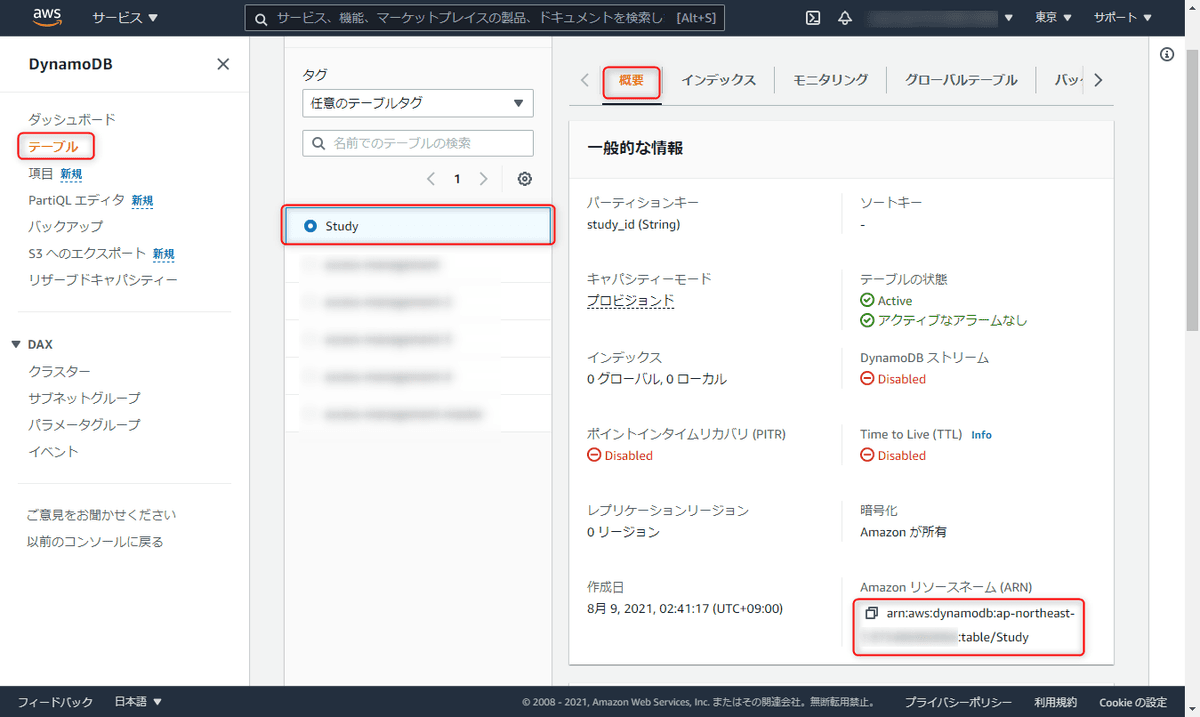 aws
サービス ▼
サービス、機能、マーケットプレイスの製品、ドキュメントを検索し [Alt+S]
東京 ▼
サポート ▼
DynamoDB
ダッシュボード
テーブル
項目 新規
PartiQL エディタ 新規
バックアップ
S3 へのエクスポート 新規
リザーブドキャパシティー
▼ DAX
クラスター
サブネットグループ
パラメータグループ
イベント
ご意見をお聞かせください
以前のコンソールに戻る
タグ
任意のテーブルタグ
名前でのテーブルの検索
1
Study
概要
インデックス
モニタリング
グローバルテーブル
バッ
一般的な情報
パーティションキー
study_id (String)
ソートキー
-
キャパシティーモード
プロビジョンド
テーブルの状態
Active
アクティブなアラームなし
インデックス
0 グローバル, 0 ローカル
DynamoDB ストリーム
Disabled
ポイントインタイムリカバリ (PITR)
Disabled
Time to Live (TTL) Info
Disabled
レプリケーションリージョン
0 リージョン
暗号化
Amazon が所有
作成日
8月 9, 2021, 02:41:17 (UTC+09:00)
Amazon リソースネーム (ARN)
arn:aws:dynamodb:ap-northeast-
:table/Study
フィードバック
日本語 ▼
© 2008 - 2021, Amazon Web Services, Inc. またはその関連会社。無断転用禁止。
プライバシーポリシー
利用規約
Cookie の設定